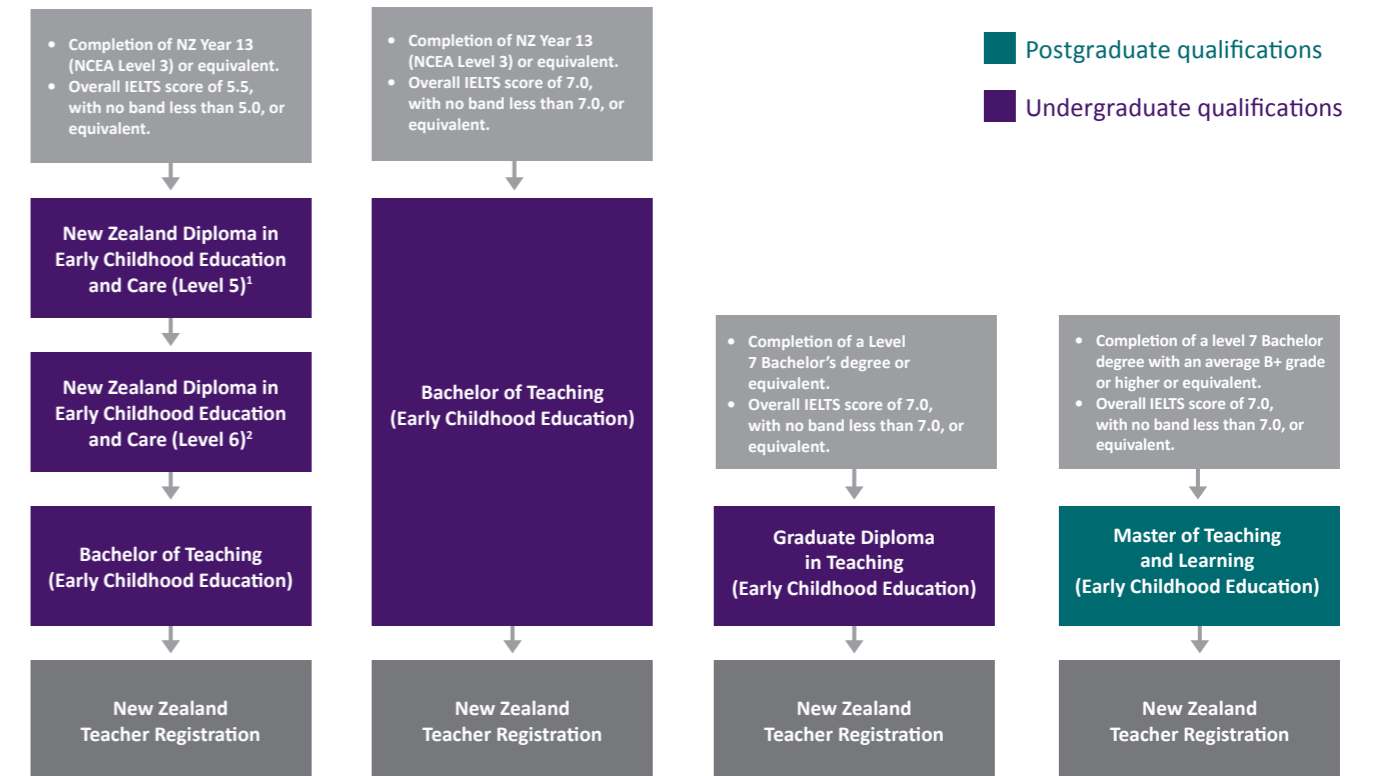 • Completion of NZ Year 13
(NCEA Level 3) or equivalent.
• Overall IELTS score of 5.5,
with no band less than 5.0, or
equivalent.
New Zealand Diploma in
Early Childhood Education
and Care (Level 5)¹
New Zealand Diploma in
Early Childhood Education
and Care (Level 6)²
Bachelor of Teaching
(Early Childhood Education)
New Zealand
Teacher Registration
• Completion of NZ Year 13
(NCEA Level 3) or equivalent.
• Overall IELTS score of 7.0,
with no band less than 7.0, or
equivalent.
Bachelor of Teaching
(Early Childhood Education)
New Zealand
Teacher Registration
• Completion of a Level
7 Bachelor’s degree or
equivalent.
• Overall IELTS score of 7.0,
with no band less than 7.0, or
equivalent.
Graduate Diploma
in Teaching
(Early Childhood Education)
New Zealand
Teacher Registration
Postgraduate qualifications
Undergraduate qualifications
• Completion of a level 7 Bachelor
degree with an average B+ grade
or higher or equivalent.
• Overall IELTS score of 7.0,
with no band less than 7.0, or
equivalent.
Master of Teaching
and Learning
(Early Childhood Education)
New Zealand
Teacher Registration